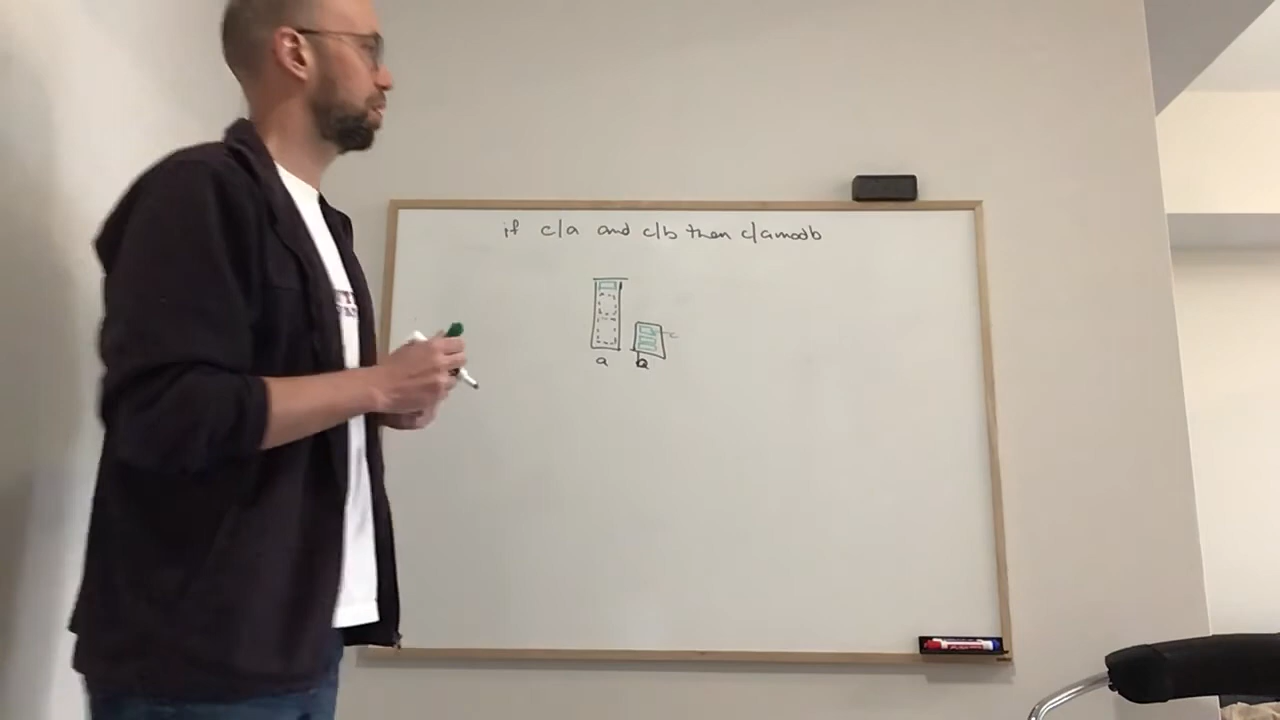 if c/a and c/b then c/a mod b
c
a b